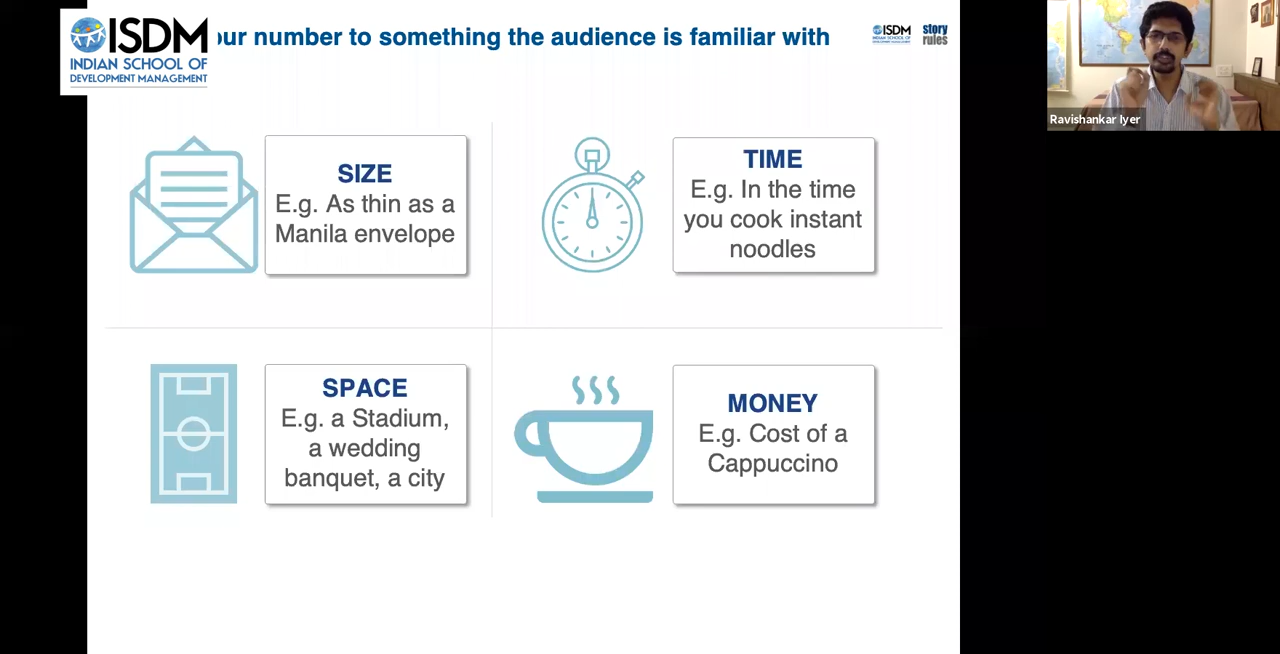 ISDM
INDIAN SCHOOL OF
DEVELOPMENT MANAGEMENT
our number to something the audience is familiar with
ISDM
story
rules
Ravishankar Iyer
SIZE
E.g. As thin as a
Manila envelope
TIME
E.g. In the time
you cook instant
noodles
SPACE
E.g. a Stadium,
a wedding
banquet, a city
MONEY
E.g. Cost of a
Cappuccino